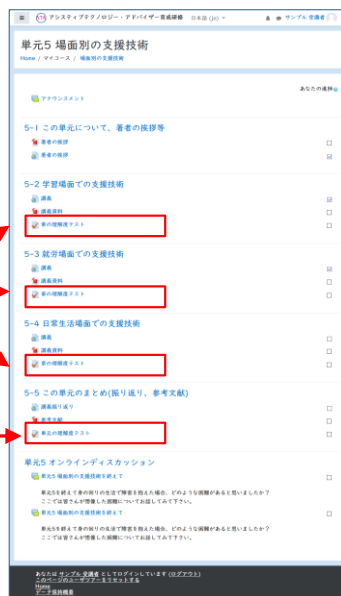 アシスティブテクノロジー・アドバイザー育成研修 日本語 (ja)
サンプル 受講者
単元5 場面別の支援技術
Home / マイコース / 場面別の支援技術
あなたの進捗
アナウンスメント
5-1 この単元について、著者の挨拶等
著者の挨拶
著者の挨拶
5-2 学習場面での支援技術
講義
講義資料
章の理解度テスト
5-3 就労場面での支援技術
講義
講義資料
章の理解度テスト
5-4 日常生活場面での支援技術
講義
講義資料
章の理解度テスト
5-5 この単元のまとめ(振り返り、参考文献)
講義振り返り
参考文献
単元の理解度テスト
単元5 オンラインディスカッション
単元5 場面別の支援技術を終えて
単元5を終えて身の回りの生活で障害を抱えた場合、どのような困難があると思いましたか？
ここでは皆さんが想像した困難についてお話してみて下さい。
単元5 場面別の支援技術を終えて
単元5を終えて身の回りの生活で障害を抱えた場合、どのような困難があると思いましたか？
ここでは皆さんが想像した困難についてお話してみて下さい。
あなたは サンプル 受講者 としてログインしています (ログアウト)
このページのユーザツアーをリセットする
Home
データ保持概要